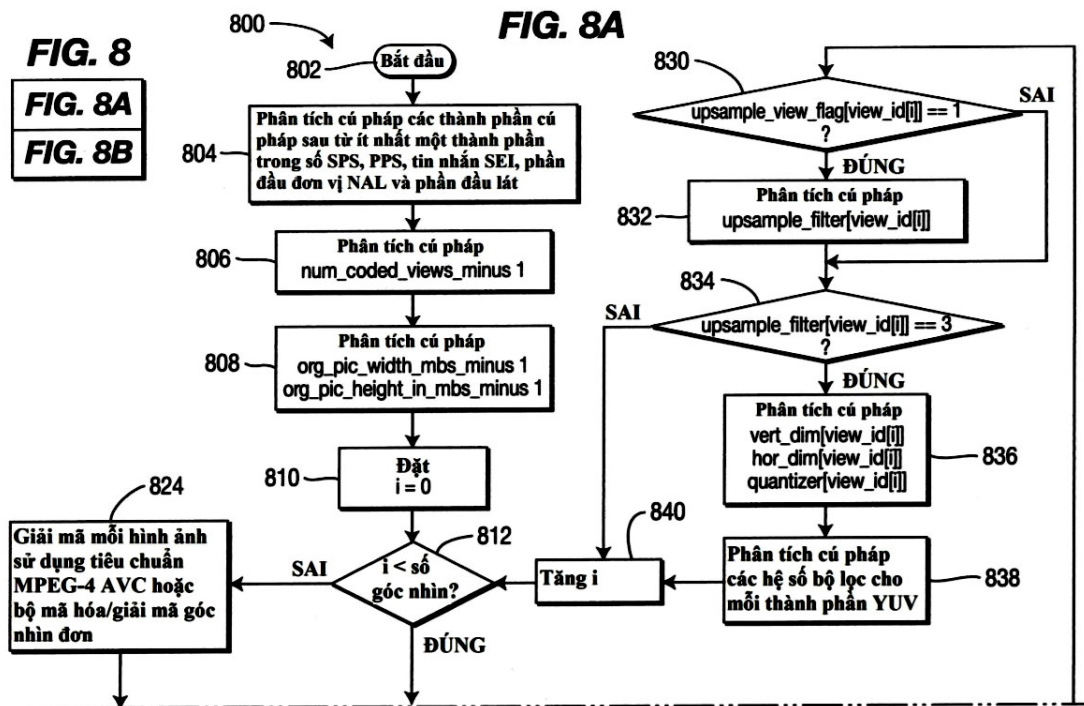 FIG. 8
FIG. 8A
FIG. 8B
800
FIG. 8A
802
Bắt đầu
804
Phân tích cú pháp các thành phần cú
pháp sau từ ít nhất một thành phần
trong số SPS, PPS, tin nhắn SEI, phần
đầu đơn vị NAL và phần đầu lát
806
Phân tích cú pháp
num_coded_views_minus 1
808
Phân tích cú pháp
org_pic_width_mbs_minus 1
org_pic_height_in_mbs_minus 1
810
Đặt
i = 0
812
i < số
góc nhìn?
SAI
ĐÚNG
824
Giải mã mỗi hình ảnh
sử dụng tiêu chuẩn
MPEG-4 AVC hoặc
bộ mã hóa/giải mã góc
nhìn đơn
830
upsample_view_flag[view_id[i]] == 1
?
SAI
ĐÚNG
832
Phân tích cú pháp
upsample_filter[view_id[i]]
834
SAI
upsample_filter[view_id[i]] == 3
?
ĐÚNG
Phân tích cú pháp
vert_dim[view_id[i]]
hor_dim[view_id[i]]
quantizer[view_id[i]]
836
Phân tích cú pháp
các hệ số bộ lọc cho
mỗi thành phần YUV
838
840
Tăng i